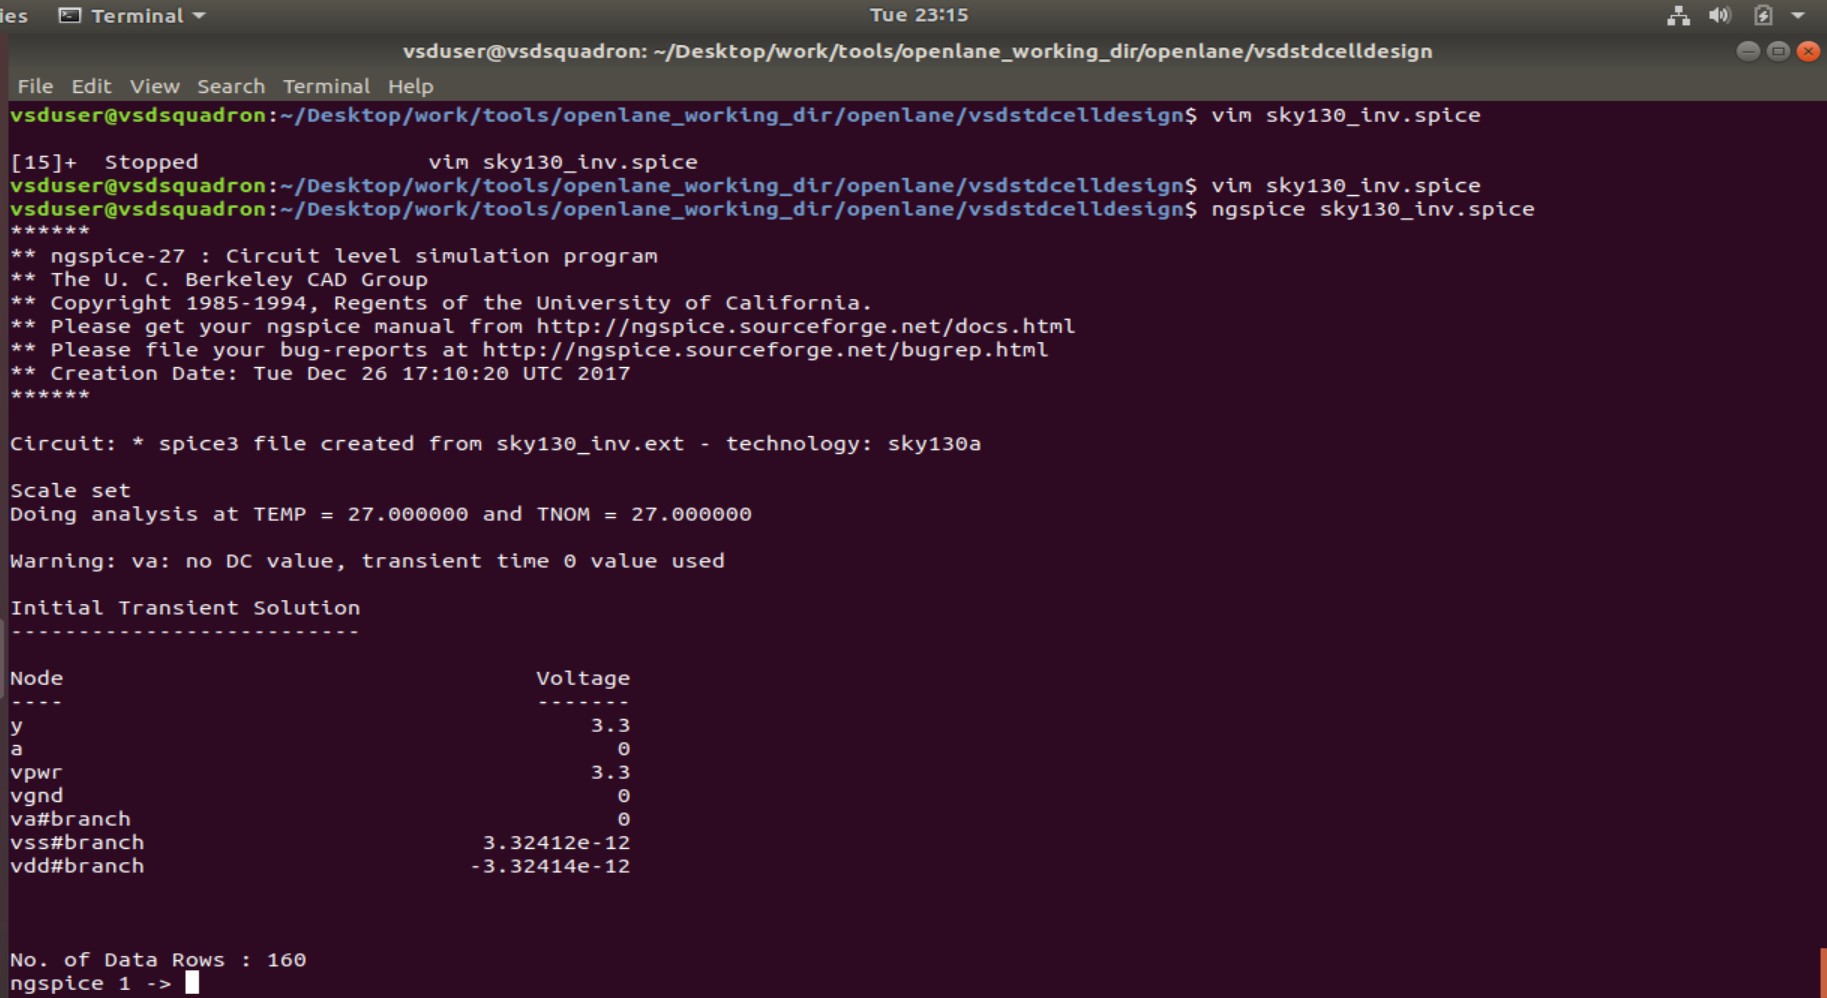 ies Terminal Tue 23:15
vsduser@vsdsquadron: ~/Desktop/work/tools/openlane_working_dir/openlane/vsdstdcelldesign
File Edit View Search Terminal Help
vsduser@vsdsquadron:~/Desktop/work/tools/openlane_working_dir/openlane/vsdstdcelldesign$ vim sky130_inv.spice
[15]+  Stopped                 vim sky130_inv.spice
vsduser@vsdsquadron:~/Desktop/work/tools/openlane_working_dir/openlane/vsdstdcelldesign$ vim sky130_inv.spice
vsduser@vsdsquadron:~/Desktop/work/tools/openlane_working_dir/openlane/vsdstdcelldesign$ ngspice sky130_inv.spice
******
** ngspice-27 : Circuit level simulation program
** The U. C. Berkeley CAD Group
** Copyright 1985-1994, Regents of the University of California.
** Please get your ngspice manual from http://ngspice.sourceforge.net/docs.html
** Please file your bug-reports at http://ngspice.sourceforge.net/bugrep.html
** Creation Date: Tue Dec 26 17:10:20 UTC 2017
******
Circuit: * spice3 file created from sky130_inv.ext - technology: sky130a
Scale set
Doing analysis at TEMP = 27.000000 and TNOM = 27.000000
Warning: va: no DC value, transient time 0 value used
Initial Transient Solution
--------------------------
Node                                   Voltage
----                                   -------
y                                          3.3
a                                            0
vpwr                                       3.3
vgnd                                         0
va#branch                                    0
vss#branch                         3.32412e-12
vdd#branch                        -3.32414e-12
No. of Data Rows : 160
ngspice 1 ->